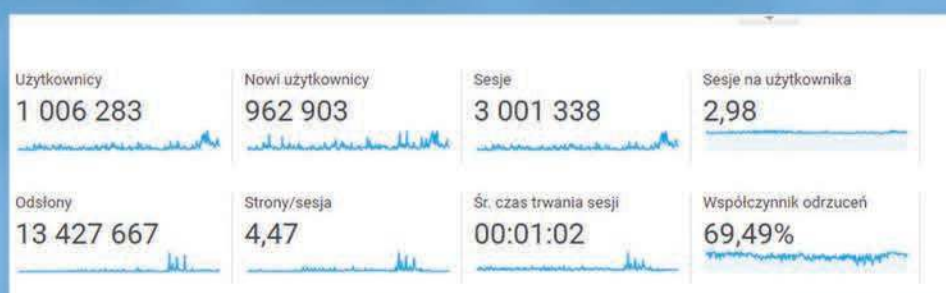 Użytkownicy
1 006 283
Nowi użytkownicy
962 903
Sesje
3 001 338
Sesje na użytkownika
2,98
Odsłony
13 427 667
Strony/sesja
4,47
Śr. czas trwania sesji
00:01:02
Współczynnik odrzuceń
69,49%